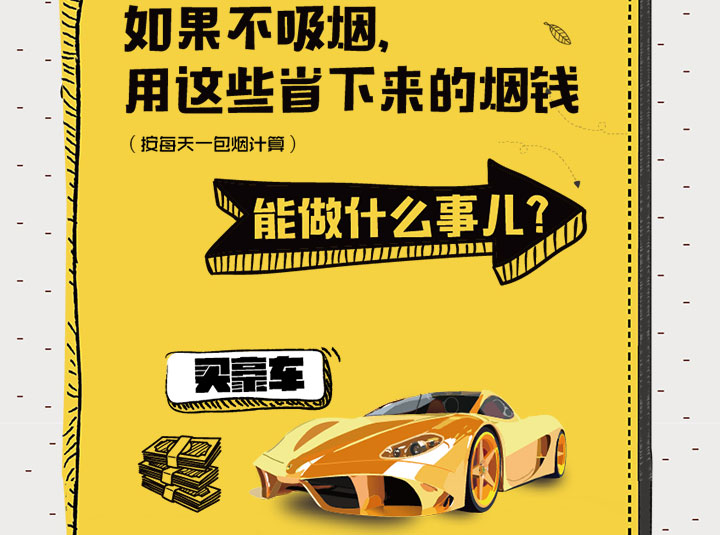 如果不吸烟,
用这些省下来的烟钱
（按每天一包烟计算）
能做什么事儿?
买豪车